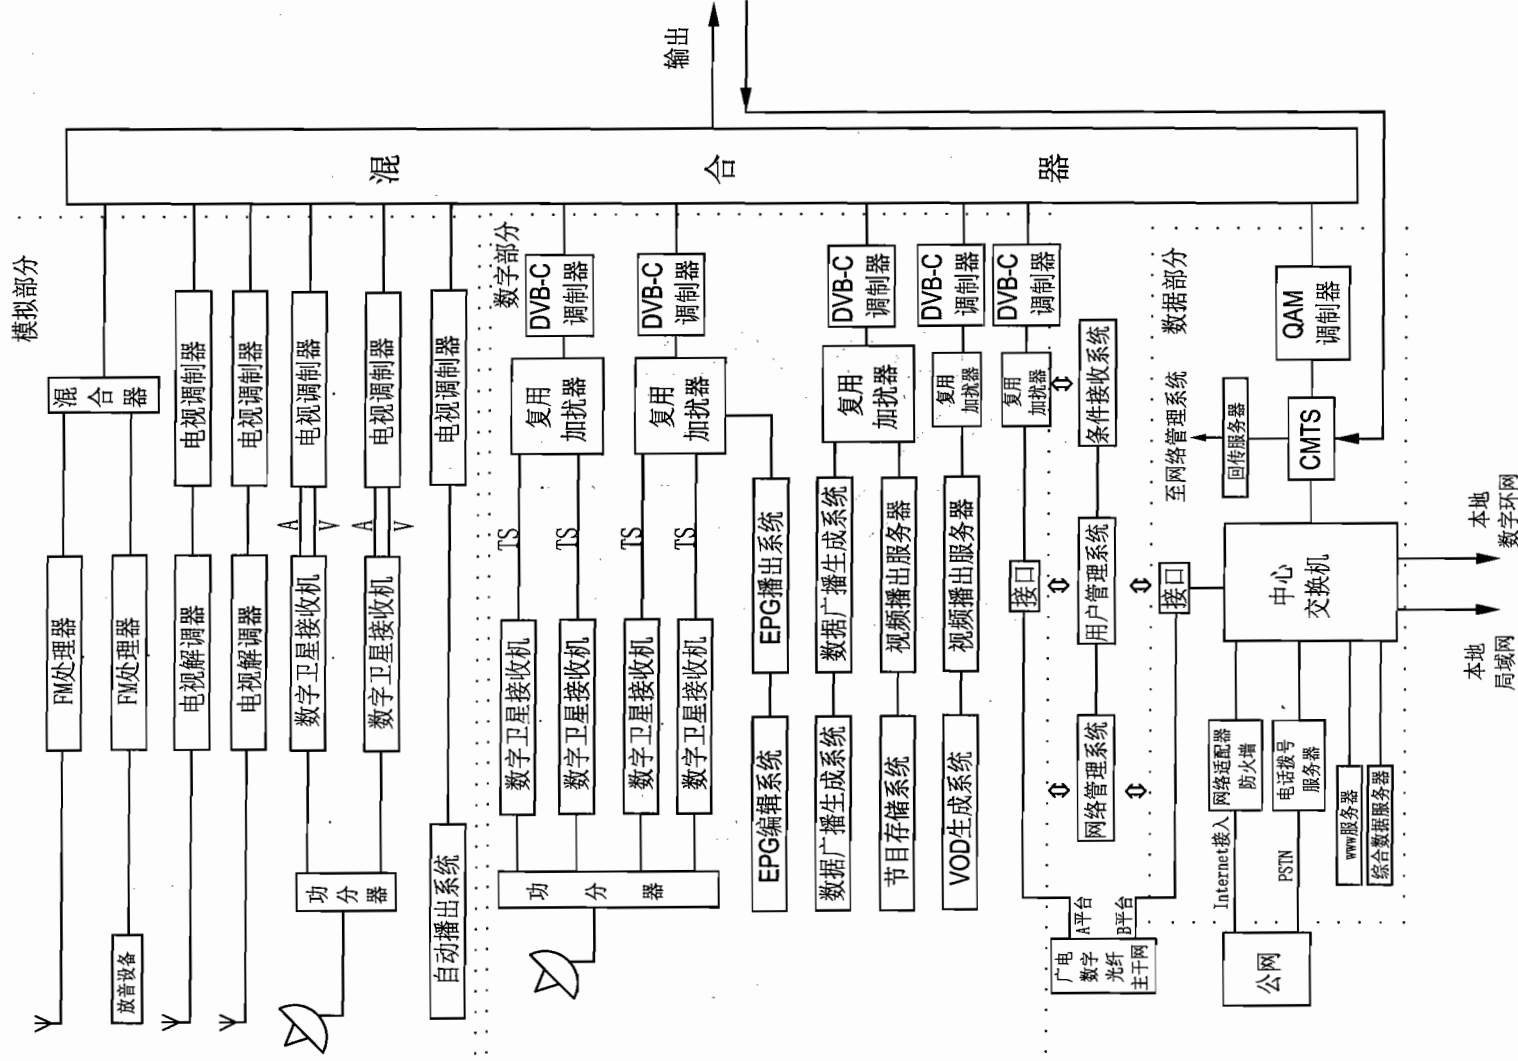 模拟部分
FM处理器
FM处理器
放音设备
混合器
电视解调器
电视调制器
电视解调器
电视调制器
功分器
数字卫星接收机
A
V
电视调制器
数字卫星接收机
A
V
电视调制器
自动播出系统
电视调制器
数字部分
功分器
数字卫星接收机
TS
数字卫星接收机
TS
复用
加扰器
DVB-C
调制器
数字卫星接收机
TS
数字卫星接收机
TS
复用
加扰器
DVB-C
调制器
EPG编辑系统
EPG播出系统
数据广播生成系统
数据广播生成系统
节目存储系统
视频播出服务器
复用
加扰器
DVB-C
调制器
VOD生成系统
视频播出服务器
复用
加扰器
DVB-C
调制器
接口
复用
加扰器
DVB-C
调制器
网络管理系统
用户管理系统
条件接收系统
广电
数字
光纤
主干网
A平台
B平台
数据部分
接口
至网络管理系统
回传服务器
公网
Internet接入
PSTN
网络适配器
防火墙
电话拨号
服务器
www服务器
综合数据服务器
中心
交换机
CMTS
QAM
调制器
本地
局域网
本地
数字环网
混合器
输出